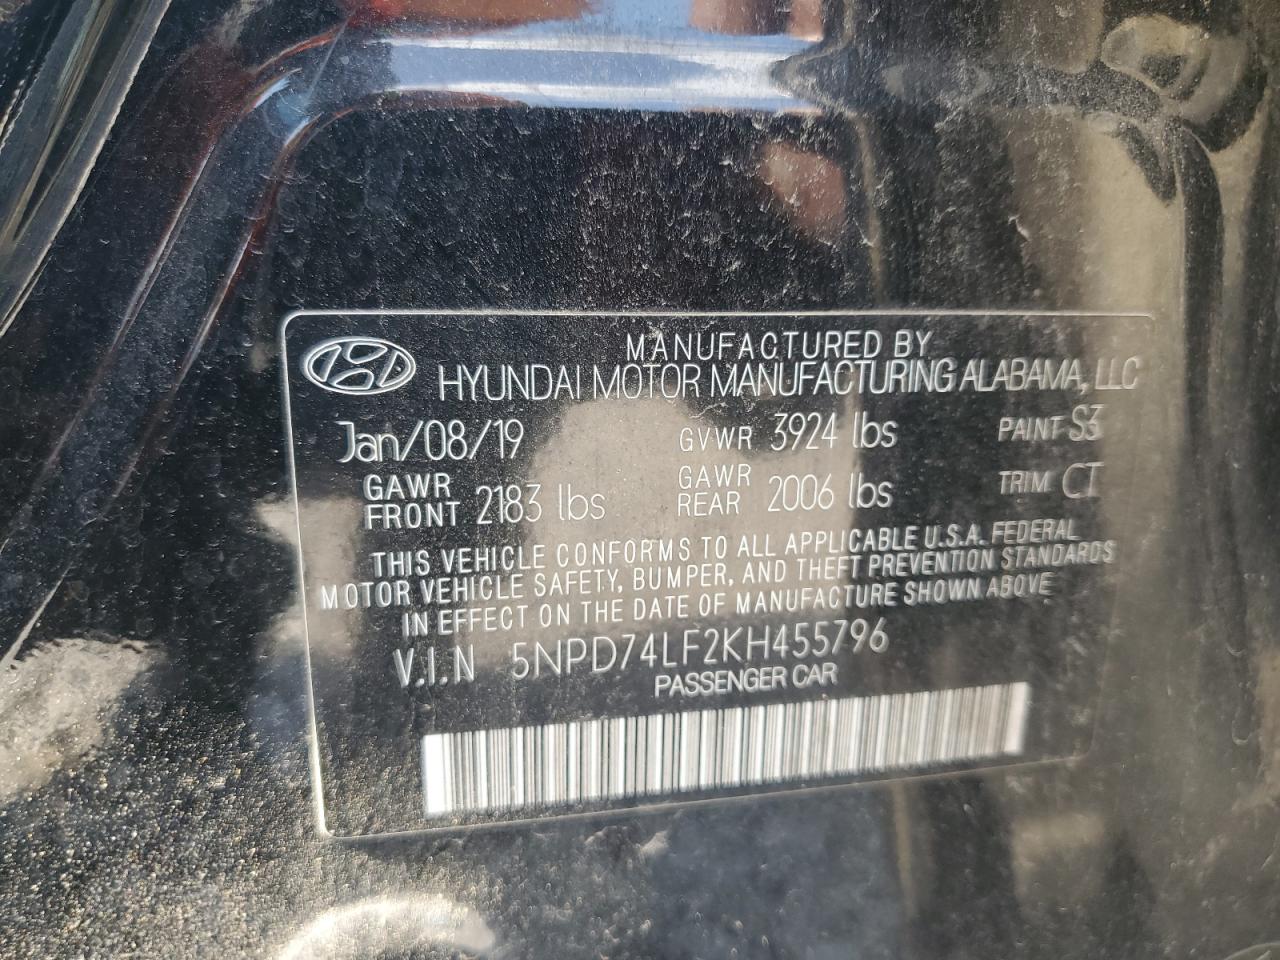 MANUFACTURED BY
HYUNDAI MOTOR MANUFACTURING ALABAMA, LLC
Jan/08/19 GVWR 3924 lbs PAINT S3
GAWR FRONT 2183 lbs GAWR REAR 2006 lbs TRIM CT
THIS VEHICLE CONFORMS TO ALL APPLICABLE U.S.A. FEDERAL
MOTOR VEHICLE SAFETY, BUMPER, AND THEFT PREVENTION STANDARDS
IN EFFECT ON THE DATE OF MANUFACTURE SHOWN ABOVE
V.I.N 5NPD74LF2KH455796
PASSENGER CAR